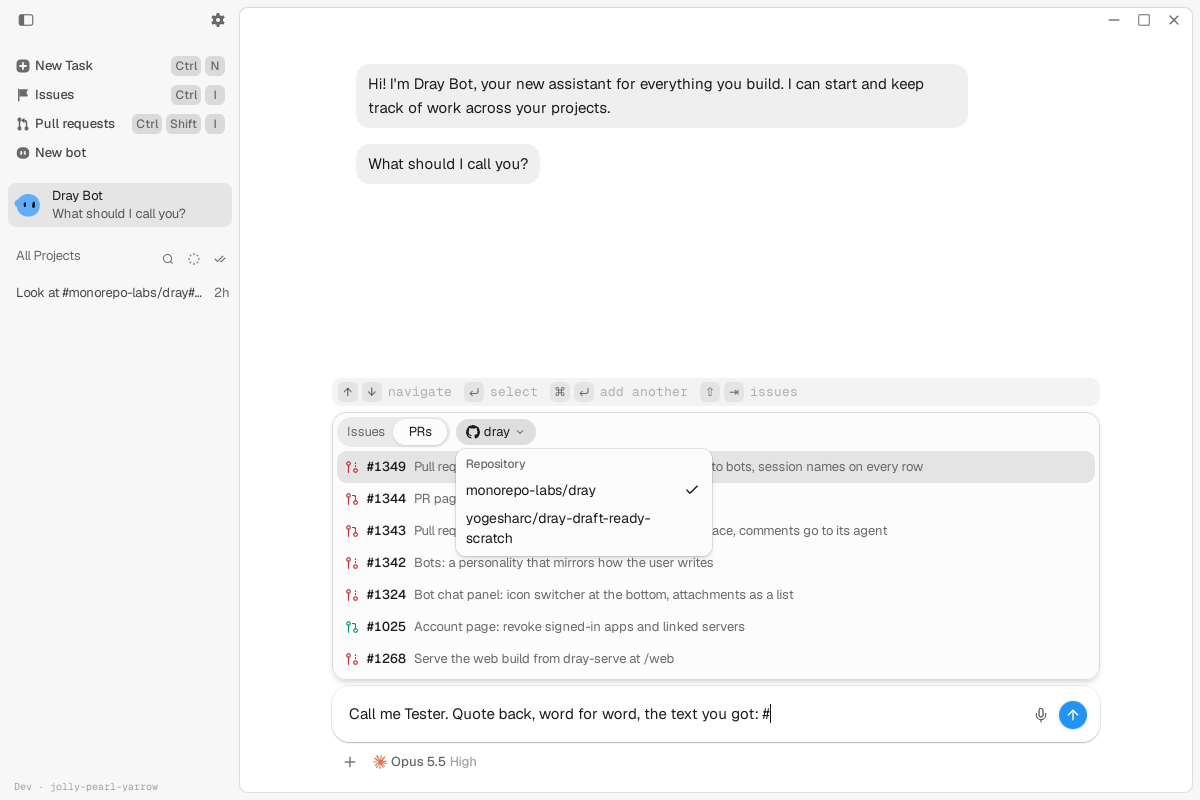 New Task Ctrl N
Issues Ctrl I
Pull requests Ctrl Shift I
New bot
Dray Bot
What should I call you?
All Projects
Look at #monorepo-labs/dray#... 2h
Dev · jolly-pearl-yarrow
Hi! I'm Dray Bot, your new assistant for everything you build. I can start and keep
track of work across your projects.
What should I call you?
↑ ↓ navigate ↵ select ⌘ ↵ add another ⇧ ⇥ issues
Issues PRs dray
Repository
monorepo-labs/dray
yogesharc/dray-draft-ready-
scratch
#1349 Pull req to bots, session names on every row
#1344 PR pag
#1343 Pull req ace, comments go to its agent
#1342 Bots: a personality that mirrors how the user writes
#1324 Bot chat panel: icon switcher at the bottom, attachments as a list
#1025 Account page: revoke signed-in apps and linked servers
#1268 Serve the web build from dray-serve at /web
Call me Tester. Quote back, word for word, the text you got: #
Opus 5.5 High